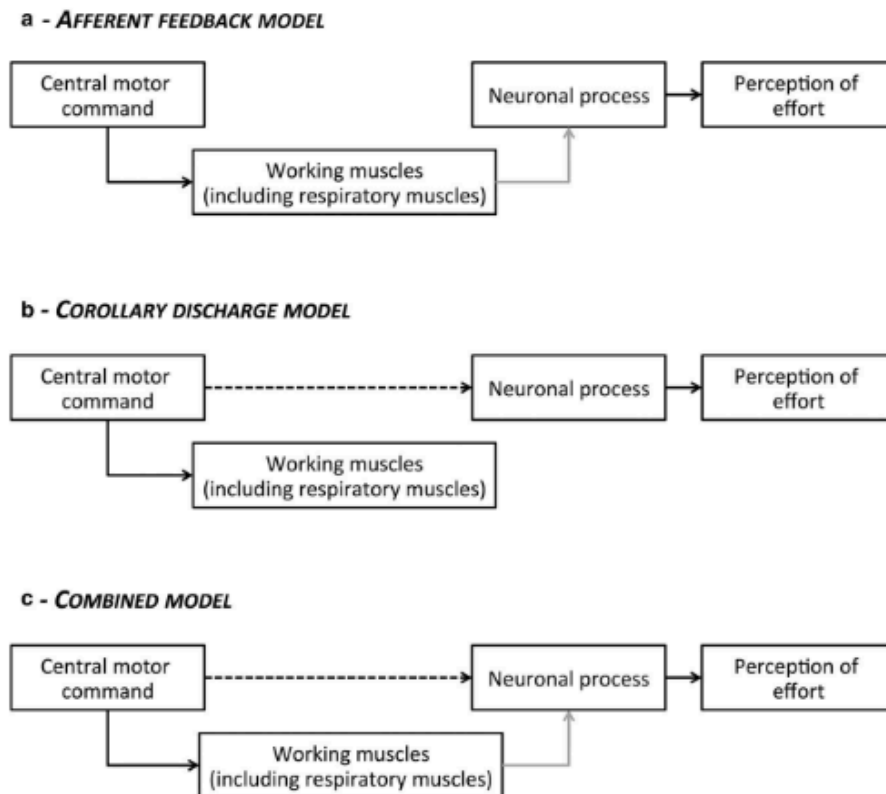 a - AFFERENT FEEDBACK MODEL
Central motor
command
Neuronal process
Perception of
effort
Working muscles
(including respiratory muscles)
b - COROLLARY DISCHARGE MODEL
Central motor
command
Neuronal process
Perception of
effort
Working muscles
(including respiratory muscles)
c - COMBINED MODEL
Central motor
command
Neuronal process
Perception of
effort
Working muscles
(including respiratory muscles)